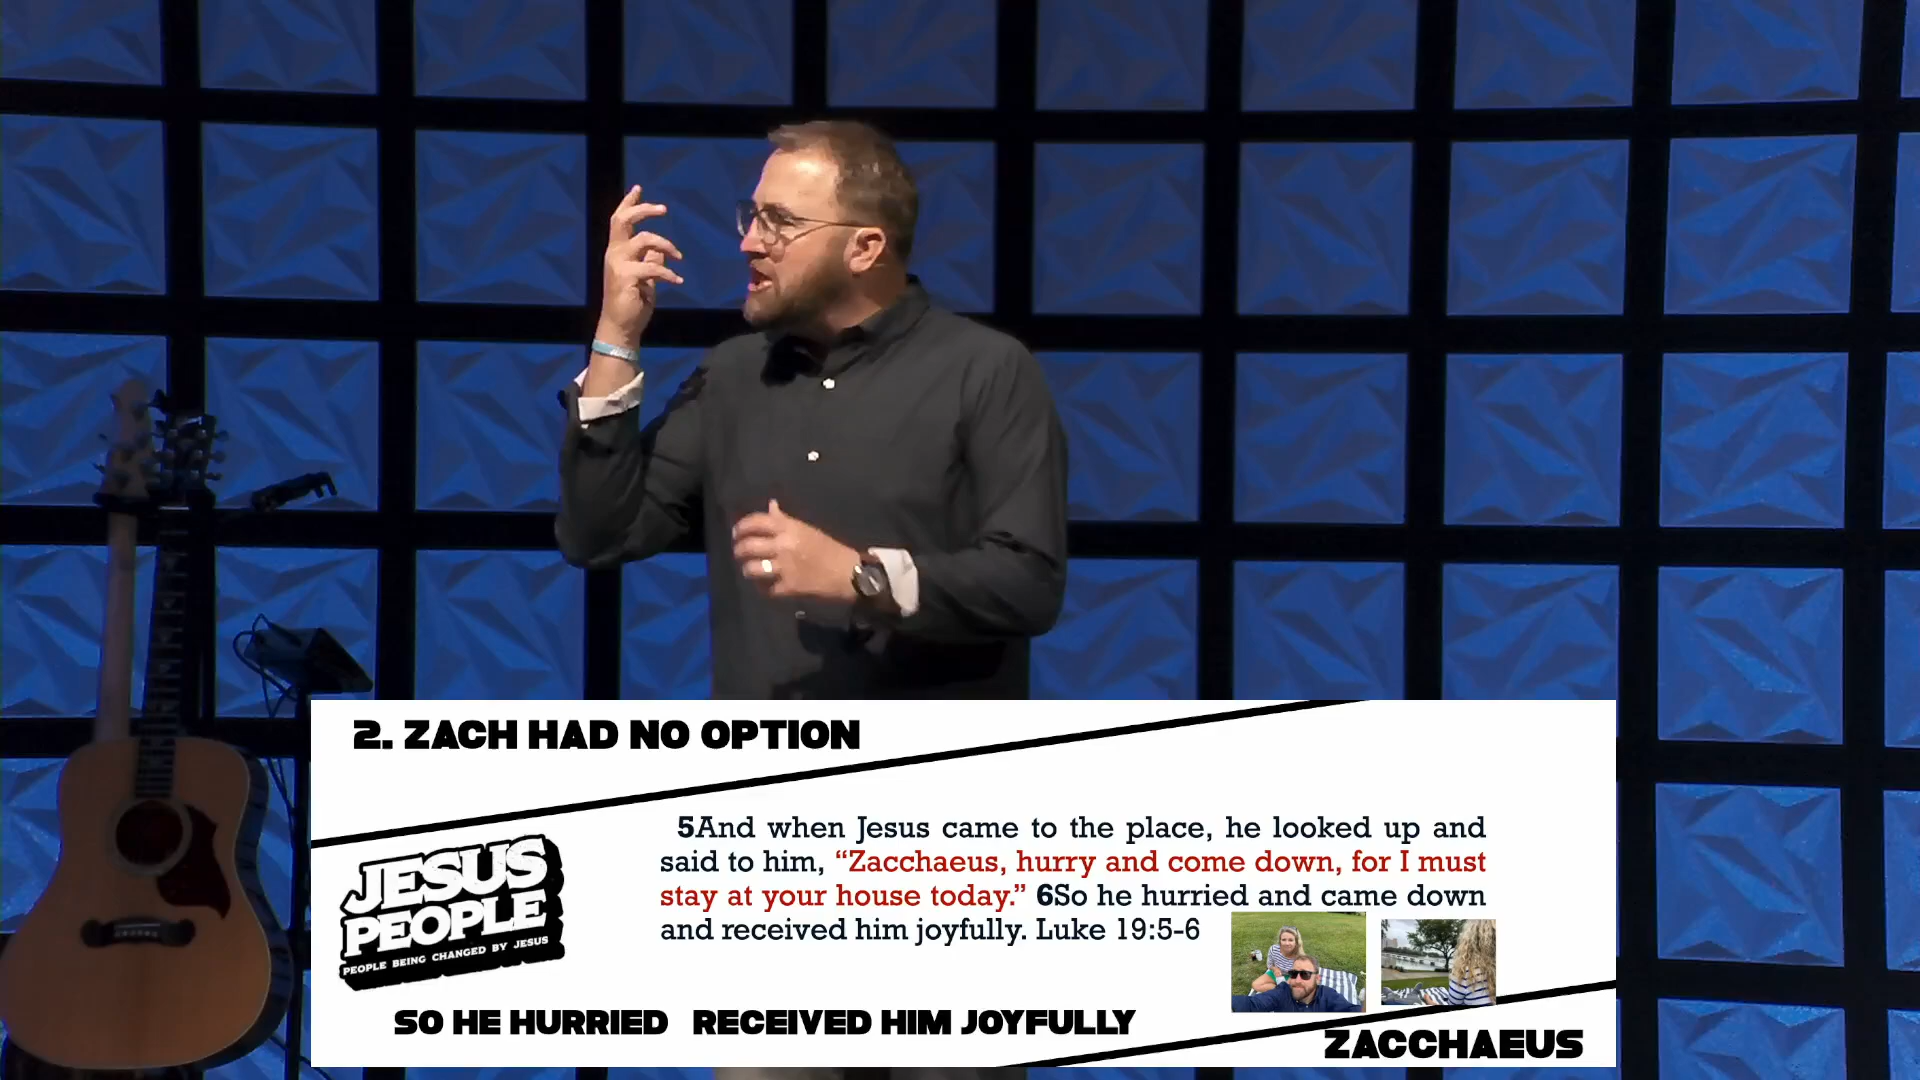 2. ZACH HAD NO OPTION
5And when Jesus came to the place, he looked up and
said to him, “Zacchaeus, hurry and come down, for I must
stay at your house today.” 6So he hurried and came down
and received him joyfully. Luke 19:5-6
JESUS
PEOPLE
PEOPLE BEING CHANGED BY JESUS
SO HE HURRIED RECEIVED HIM JOYFULLY
ZACCHAEUS